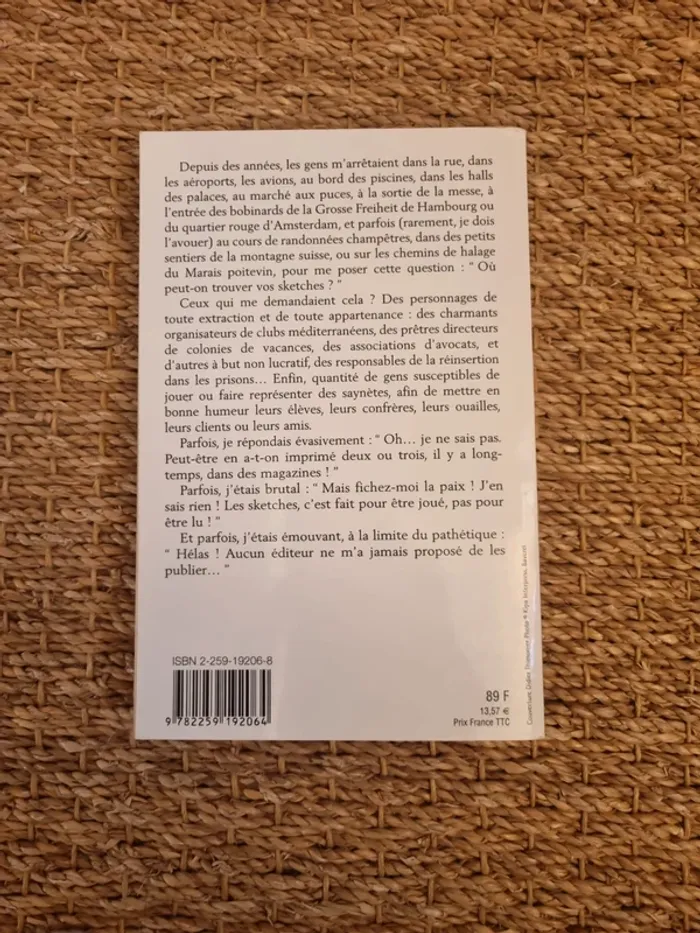 Depuis des années, les gens m'arrêtaient dans la rue, dans
les aéroports, les avions, au bord des piscines, dans les halls
des palaces, au marché aux puces, à la sortie de la messe, à
l'entrée des bobinards de la Grosse Freiheit de Hambourg ou
du quartier rouge d'Amsterdam, et parfois (rarement, je dois
l'avouer) au cours de randonnées champêtres, dans des petits
sentiers de la montagne suisse, ou sur les chemins de halage
du Marais poitevin, pour me poser cette question : “ Où
peut-on trouver vos sketches ? ”
Ceux qui me demandaient cela ? Des personnages de
toute extraction et de toute appartenance : des charmants
organisateurs de clubs méditerranéens, des prêtres directeurs
de colonies de vacances, des associations d'avocats, et
d'autres à but non lucratif, des responsables de la réinsertion
dans les prisons... Enfin, quantité de gens susceptibles de
jouer ou faire représenter des saynètes, afin de mettre en
bonne humeur leurs élèves, leurs confrères, leurs ouailles,
leurs clients ou leurs amis.
Parfois, je répondais évasivement : “ Oh... je ne sais pas.
Peut-être en a-t-on imprimé deux ou trois, il y a long-
temps, dans des magazines ! ”
Parfois, j'étais brutal : “ Mais fichez-moi la paix ! J'en
sais rien ! Les sketches, c'est fait pour être joué, pas pour
être lu ! ”
Et parfois, j'étais émouvant, à la limite du pathétique :
“ Hélas ! Aucun éditeur ne m'a jamais proposé de les
publier... ”
ISBN 2-259-19206-8
9 782259 192064
89 F
13,57 €
Prix France TTC
Couverture Didier Thimonier Photo